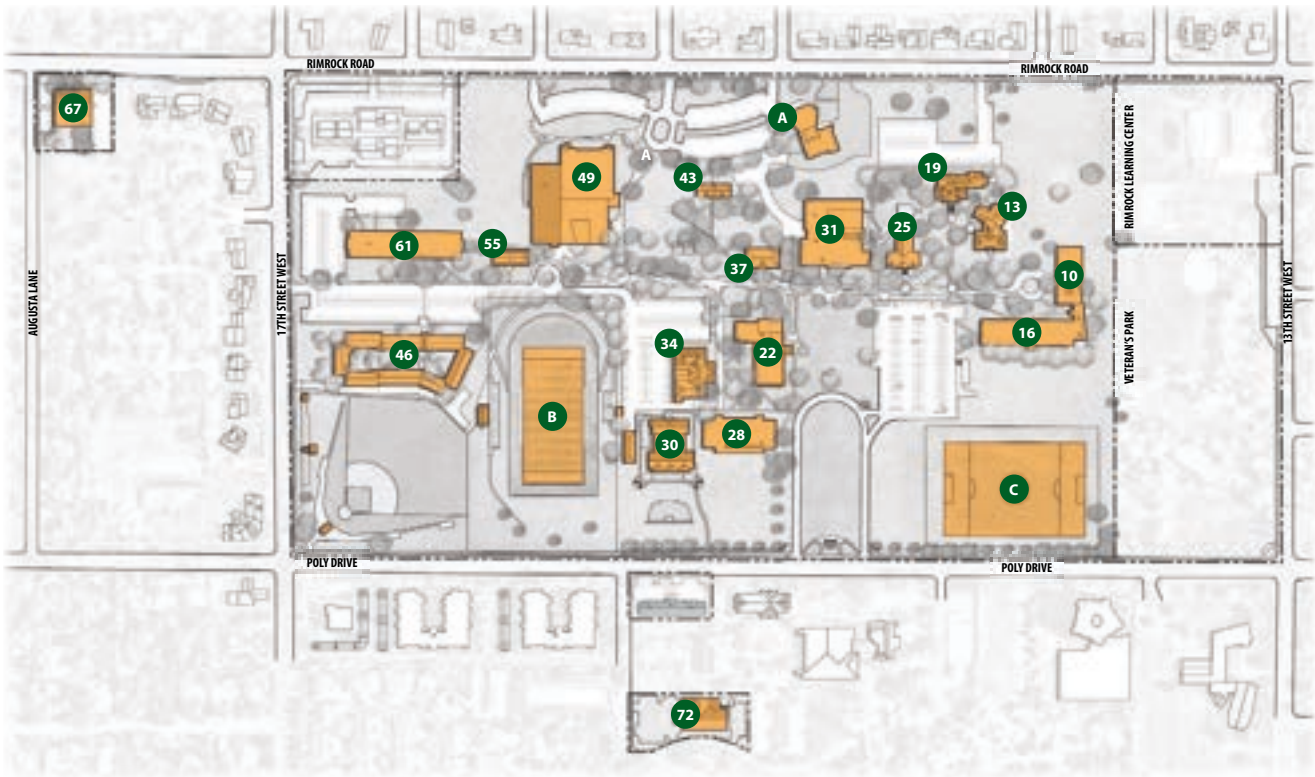 RIMROCK ROAD
RIMROCK ROAD
67
A
A
49
43
19
13
RIMROCK LEARNING CENTER
31
25
61
55
37
10
AUGUSTA LANE
17TH STREET WEST
13TH STREET WEST
16
VETERAN'S PARK
34
22
46
B
28
30
C
POLY DRIVE
POLY DRIVE
72